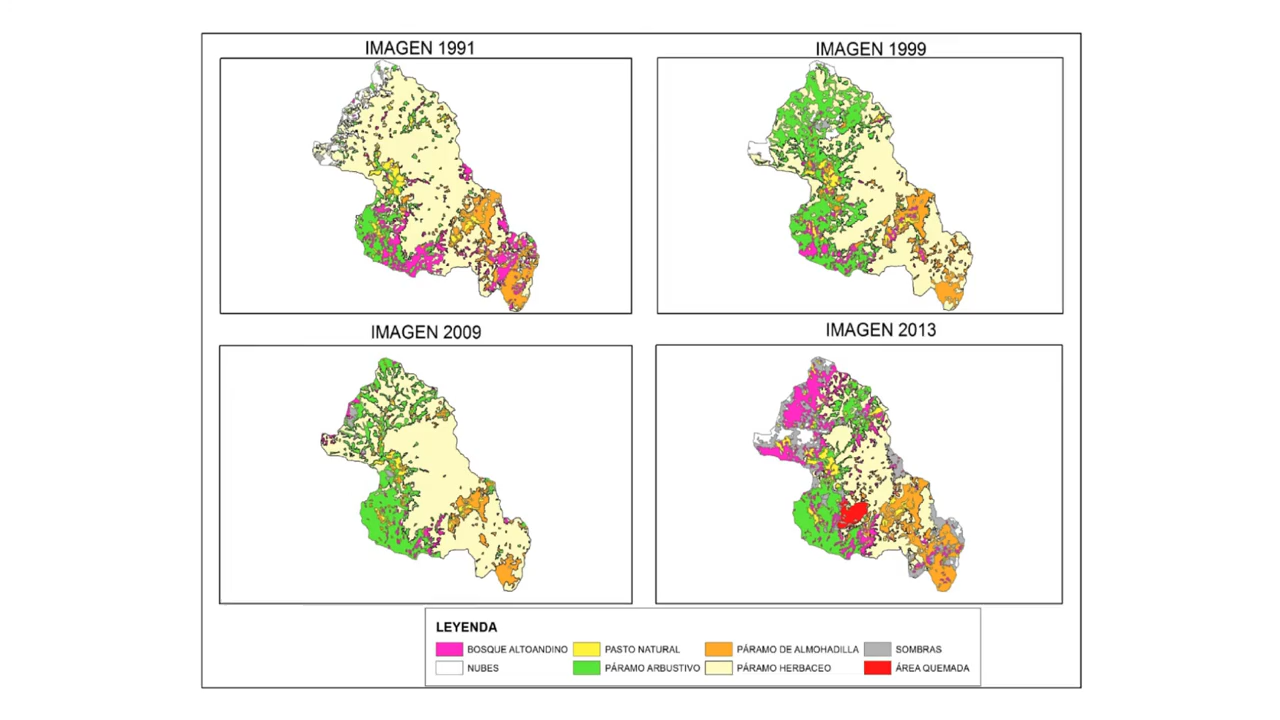 IMAGEN 1991
IMAGEN 1999
IMAGEN 2009
IMAGEN 2013
LEYENDA
BOSQUE ALTOANDINO PASTO NATURAL PÁRAMO DE ALMOHADILLA SOMBRAS
NUBES PÁRAMO ARBUSTIVO PÁRAMO HERBACEO ÁREA QUEMADA